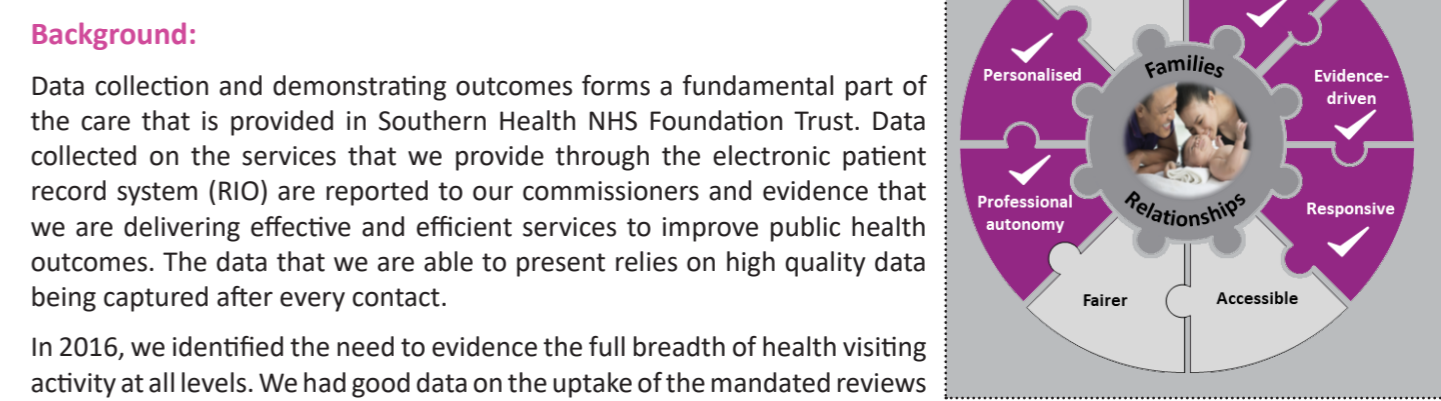 Background:
Data collection and demonstrating outcomes forms a fundamental part of
the care that is provided in Southern Health NHS Foundation Trust. Data
collected on the services that we provide through the electronic patient
record system (RIO) are reported to our commissioners and evidence that
we are delivering effective and efficient services to improve public health
outcomes. The data that we are able to present relies on high quality data
being captured after every contact.
In 2016, we identified the need to evidence the full breadth of health visiting
activity at all levels. We had good data on the uptake of the mandated reviews
Personalised
Families
Evidence-
driven
Professional
autonomy
Relationships
Responsive
Fairer
Accessible